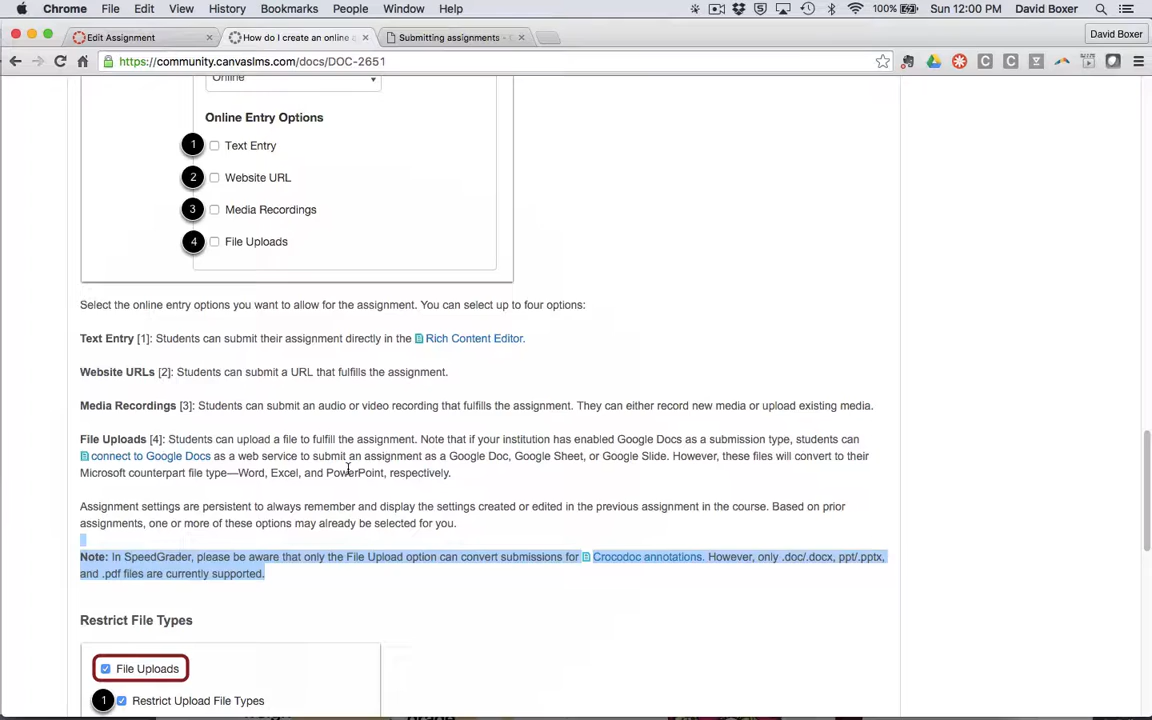 Chrome File Edit View History Bookmarks People Window Help 5 100% Sun 12:00 PM David Boxer
Edit Assignment × How do I create an online a × Submitting assignments - C × David Boxer
https://community.canvaslms.com/docs/DOC-2651
Online
Online Entry Options
1 Text Entry
2 Website URL
3 Media Recordings
4 File Uploads
Select the online entry options you want to allow for the assignment. You can select up to four options:
Text Entry [1]: Students can submit their assignment directly in the Rich Content Editor.
Website URLs [2]: Students can submit a URL that fulfills the assignment.
Media Recordings [3]: Students can submit an audio or video recording that fulfills the assignment. They can either record new media or upload existing media.
File Uploads [4]: Students can upload a file to fulfill the assignment. Note that if your institution has enabled Google Docs as a submission type, students can
connect to Google Docs as a web service to submit an assignment as a Google Doc, Google Sheet, or Google Slide. However, these files will convert to their
Microsoft counterpart file type—Word, Excel, and PowerPoint, respectively.
Assignment settings are persistent to always remember and display the settings created or edited in the previous assignment in the course. Based on prior
assignments, one or more of these options may already be selected for you.
Note: In SpeedGrader, please be aware that only the File Upload option can convert submissions for Crocodoc annotations. However, only .doc/.docx, ppt/.pptx,
and .pdf files are currently supported.
Restrict File Types
File Uploads
1 Restrict Upload File Types